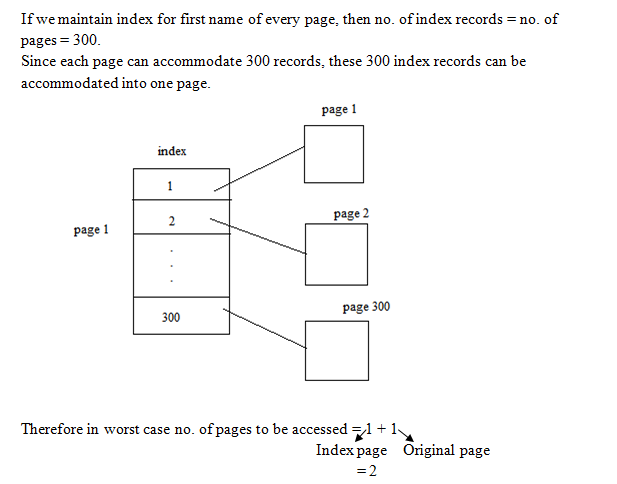 If we maintain index for first name of every page, then no. of index records = no. of
pages = 300.
Since each page can accommodate 300 records, these 300 index records can be
accommodated into one page.
page 1
index
1
2
page 2
page 1
.
.
.
page 300
300
Therefore in worst case no. of pages to be accessed = 1 + 1
Index page Original page
= 2